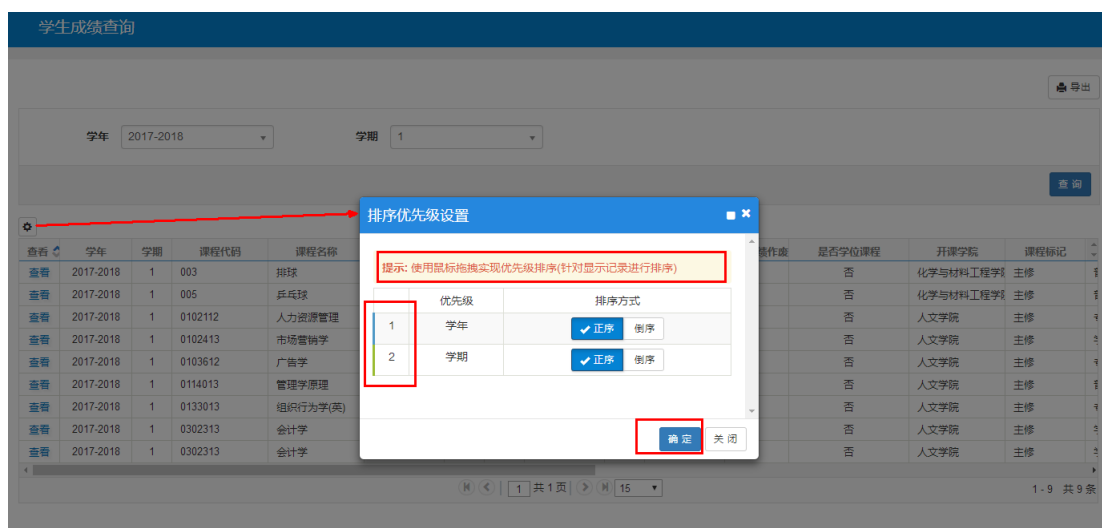 学生成绩查询
导出
学年 2017-2018 学期 1
查 询
排序优先级设置
查看 学年 学期 课程代码 课程名称 绩作废 是否学位课程 开课学院 课程标记
提示: 使用鼠标拖拽实现优先级排序(针对显示记录进行排序)
优先级 排序方式
1 学年 正序 倒序
2 学期 正序 倒序
确 定 关 闭
查看 2017-2018 1 003 排球 否 化学与材料工程学院 主修
查看 2017-2018 1 005 乒乓球 否 化学与材料工程学院 主修
查看 2017-2018 1 0102112 人力资源管理 否 人文学院 主修
查看 2017-2018 1 0102413 市场营销学 否 人文学院 主修
查看 2017-2018 1 0103612 广告学 否 人文学院 主修
查看 2017-2018 1 0114013 管理学原理 否 人文学院 主修
查看 2017-2018 1 0133013 组织行为学(英) 否 人文学院 主修
查看 2017-2018 1 0302313 会计学 否 人文学院 主修
查看 2017-2018 1 0302313 会计学 否 人文学院 主修
1 共 1 页 15 1 - 9 共 9 条